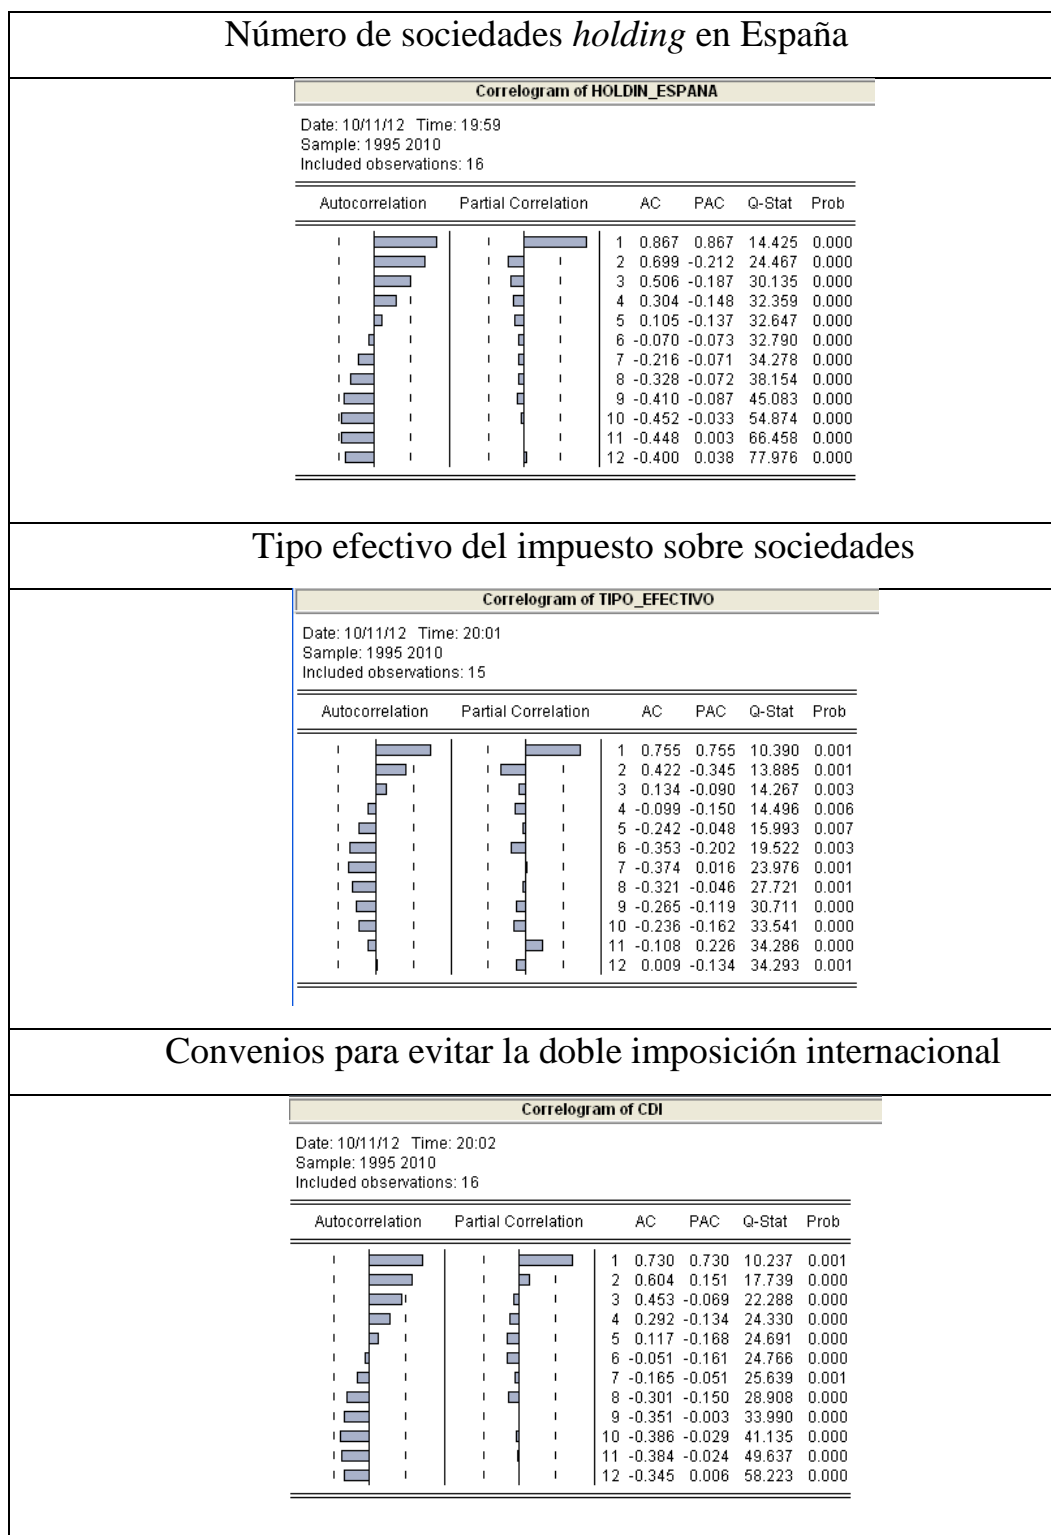 Número de sociedades holding en España
Correlogram of HOLDIN_ESPANA
Date: 10/11/12 Time: 19:59
Sample: 1995 2010
Included observations: 16
Autocorrelation Partial Correlation AC PAC Q-Stat Prob
1 0.867 0.867 14.425 0.000
2 0.699 -0.212 24.467 0.000
3 0.506 -0.187 30.135 0.000
4 0.304 -0.148 32.359 0.000
5 0.105 -0.137 32.647 0.000
6 -0.070 -0.073 32.790 0.000
7 -0.216 -0.071 34.278 0.000
8 -0.328 -0.072 38.154 0.000
9 -0.410 -0.087 45.083 0.000
10 -0.452 -0.033 54.874 0.000
11 -0.448 0.003 66.458 0.000
12 -0.400 0.038 77.976 0.000
Tipo efectivo del impuesto sobre sociedades
Correlogram of TIPO_EFECTIVO
Date: 10/11/12 Time: 20:01
Sample: 1995 2010
Included observations: 15
Autocorrelation Partial Correlation AC PAC Q-Stat Prob
1 0.755 0.755 10.390 0.001
2 0.422 -0.345 13.885 0.001
3 0.134 -0.090 14.267 0.003
4 -0.099 -0.150 14.496 0.006
5 -0.242 -0.048 15.993 0.007
6 -0.353 -0.202 19.522 0.003
7 -0.374 0.016 23.976 0.001
8 -0.321 -0.046 27.721 0.001
9 -0.265 -0.119 30.711 0.000
10 -0.236 -0.162 33.541 0.000
11 -0.108 0.226 34.286 0.000
12 0.009 -0.134 34.293 0.001
Convenios para evitar la doble imposición internacional
Correlogram of CDI
Date: 10/11/12 Time: 20:02
Sample: 1995 2010
Included observations: 16
Autocorrelation Partial Correlation AC PAC Q-Stat Prob
1 0.730 0.730 10.237 0.001
2 0.604 0.151 17.739 0.000
3 0.453 -0.069 22.288 0.000
4 0.292 -0.134 24.330 0.000
5 0.117 -0.168 24.691 0.000
6 -0.051 -0.161 24.766 0.000
7 -0.165 -0.051 25.639 0.001
8 -0.301 -0.150 28.908 0.000
9 -0.351 -0.003 33.990 0.000
10 -0.386 -0.029 41.135 0.000
11 -0.384 -0.024 49.637 0.000
12 -0.345 0.006 58.223 0.000